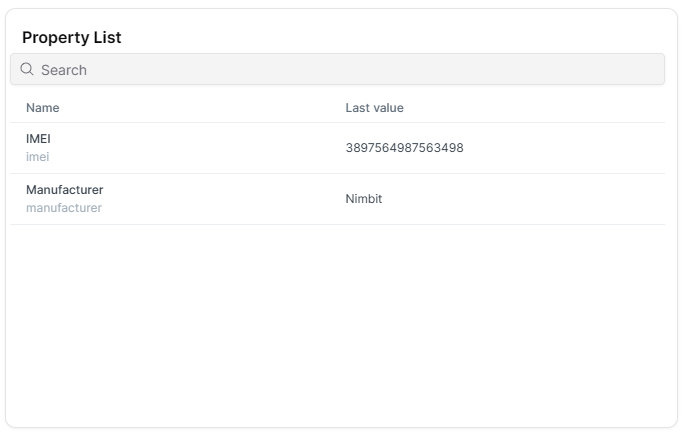 Property List
Search
Name Last value
IMEI
imei
3897564987563498
Manufacturer
manufacturer
Nimbit